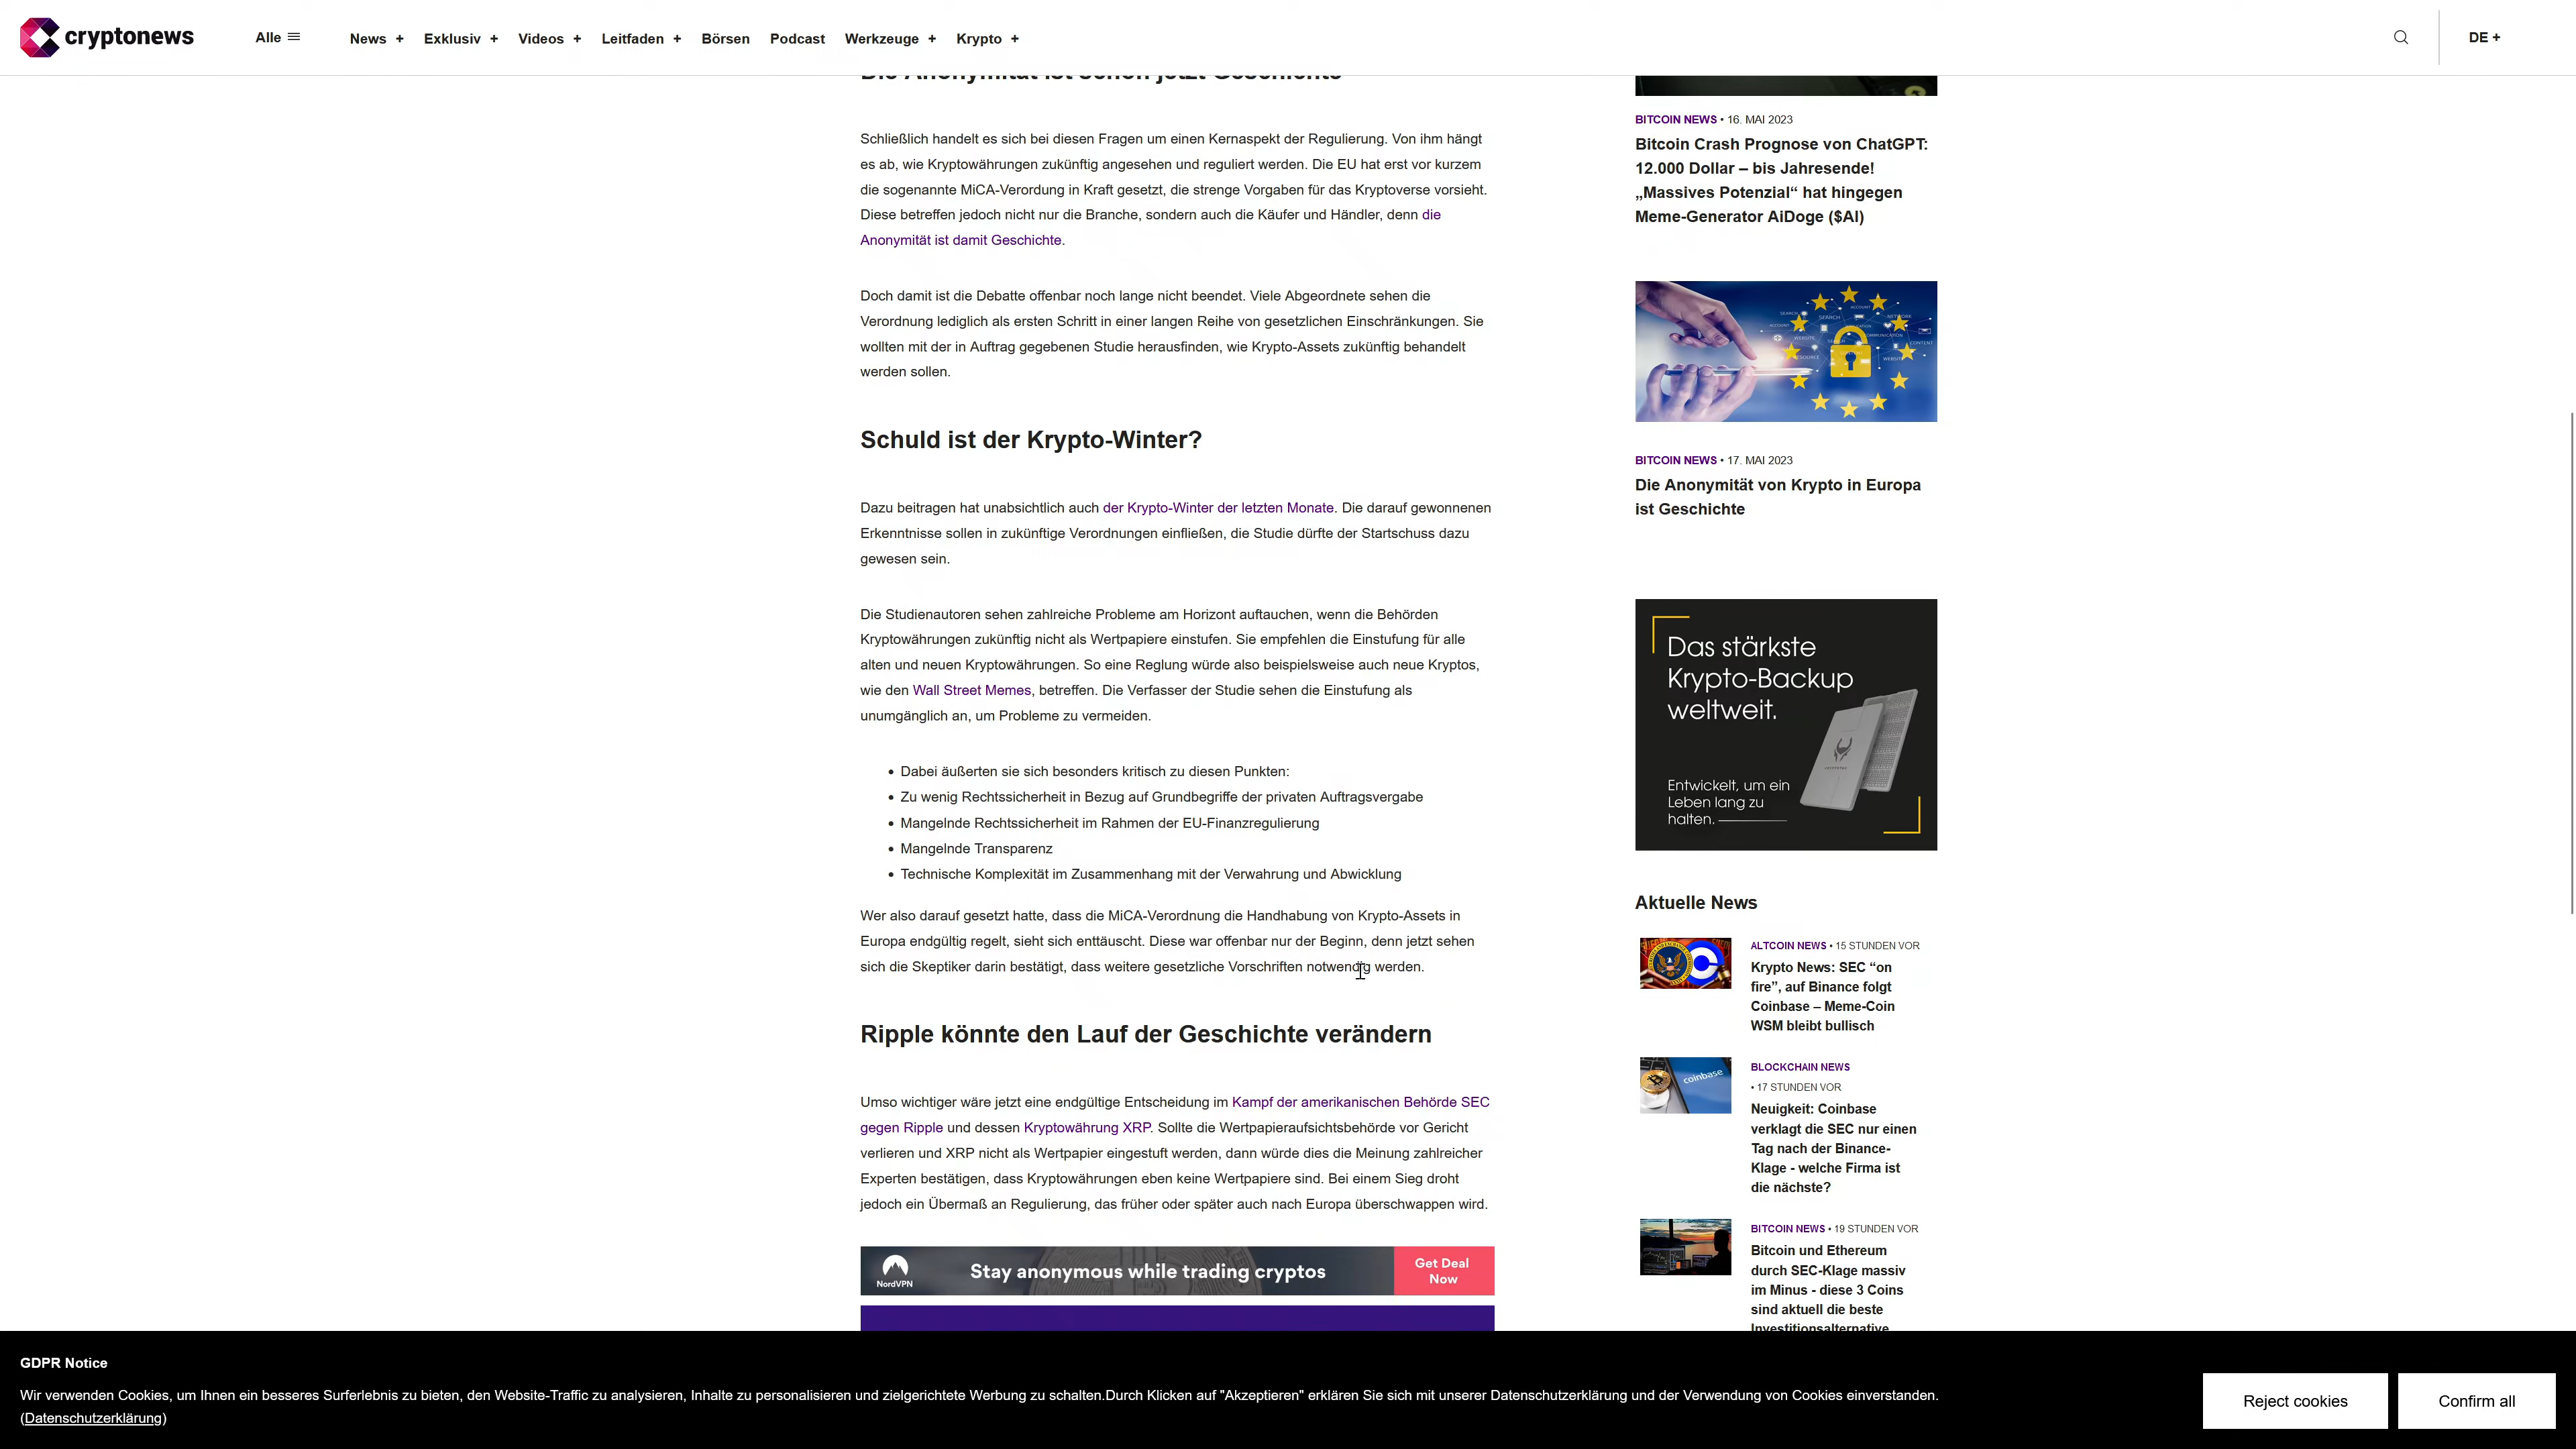 cryptonews
Alle
News +
Exklusiv +
Videos +
Leitfaden +
Börsen
Podcast
Werkzeuge +
Krypto +
DE +
Die Anonymität ist schon jetzt Geschichte
Schließlich handelt es sich bei diesen Fragen um einen Kernaspekt der Regulierung. Von ihm hängt
es ab, wie Kryptowährungen zukünftig angesehen und reguliert werden. Die EU hat erst vor kurzem
die sogenannte MiCA-Verordung in Kraft gesetzt, die strenge Vorgaben für das Kryptoverse vorsieht.
Diese betreffen jedoch nicht nur die Branche, sondern auch die Käufer und Händler, denn die
Anonymität ist damit Geschichte.
Doch damit ist die Debatte offenbar noch lange nicht beendet. Viele Abgeordnete sehen die
Verordnung lediglich als ersten Schritt in einer langen Reihe von gesetzlichen Einschränkungen. Sie
wollten mit der in Auftrag gegebenen Studie herausfinden, wie Krypto-Assets zukünftig behandelt
werden sollen.
Schuld ist der Krypto-Winter?
Dazu beitragen hat unabsichtlich auch der Krypto-Winter der letzten Monate. Die darauf gewonnenen
Erkenntnisse sollen in zukünftige Verordnungen einfließen, die Studie dürfte der Startschuss dazu
gewesen sein.
Die Studienautoren sehen zahlreiche Probleme am Horizont auftauchen, wenn die Behörden
Kryptowährungen zukünftig nicht als Wertpapiere einstufen. Sie empfehlen die Einstufung für alle
alten und neuen Kryptowährungen. So eine Reglung würde also beispielsweise auch neue Kryptos,
wie den Wall Street Memes, betreffen. Die Verfasser der Studie sehen die Einstufung als
unumgänglich an, um Probleme zu vermeiden.
• Dabei äußerten sie sich besonders kritisch zu diesen Punkten:
• Zu wenig Rechtssicherheit in Bezug auf Grundbegriffe der privaten Auftragsvergabe
• Mangelnde Rechtssicherheit im Rahmen der EU-Finanzregulierung
• Mangelnde Transparenz
• Technische Komplexität im Zusammenhang mit der Verwahrung und Abwicklung
Wer also darauf gesetzt hatte, dass die MiCA-Verordnung die Handhabung von Krypto-Assets in
Europa endgültig regelt, sieht sich enttäuscht. Diese war offenbar nur der Beginn, denn jetzt sehen
sich die Skeptiker darin bestätigt, dass weitere gesetzliche Vorschriften notwendig werden.
Ripple könnte den Lauf der Geschichte verändern
Umso wichtiger wäre jetzt eine endgültige Entscheidung im Kampf der amerikanischen Behörde SEC
gegen Ripple und dessen Kryptowährung XRP. Sollte die Wertpapieraufsichtsbehörde vor Gericht
verlieren und XRP nicht als Wertpapier eingestuft werden, dann würde dies die Meinung zahlreicher
Experten bestätigen, dass Kryptowährungen eben keine Wertpapiere sind. Bei einem Sieg droht
jedoch ein Übermaß an Regulierung, das früher oder später auch nach Europa überschwappen wird.
NordVPN
Stay anonymous while trading cryptos
Get Deal
Now
BITCOIN NEWS • 16. MAI 2023
Bitcoin Crash Prognose von ChatGPT:
12.000 Dollar – bis Jahresende!
„Massives Potenzial“ hat hingegen
Meme-Generator AiDoge ($AI)
BITCOIN NEWS • 17. MAI 2023
Die Anonymität von Krypto in Europa
ist Geschichte
Das stärkste
Krypto-Backup
weltweit.
Entwickelt, um ein
Leben lang zu
halten.
Aktuelle News
ALTCOIN NEWS • 15 STUNDEN VOR
Krypto News: SEC “on
fire”, auf Binance folgt
Coinbase – Meme-Coin
WSM bleibt bullisch
coinbase
BLOCKCHAIN NEWS
• 17 STUNDEN VOR
Neuigkeit: Coinbase
verklagt die SEC nur einen
Tag nach der Binance-
Klage - welche Firma ist
die nächste?
BITCOIN NEWS • 19 STUNDEN VOR
Bitcoin und Ethereum
durch SEC-Klage massiv
im Minus - diese 3 Coins
sind aktuell die beste
Investitionsalternative
GDPR Notice
Wir verwenden Cookies, um Ihnen ein besseres Surferlebnis zu bieten, den Website-Traffic zu analysieren, Inhalte zu personalisieren und zielgerichtete Werbung zu schalten.Durch Klicken auf "Akzeptieren" erklären Sie sich mit unserer Datenschutzerklärung und der Verwendung von Cookies einverstanden.
(Datenschutzerklärung)
Reject cookies
Confirm all